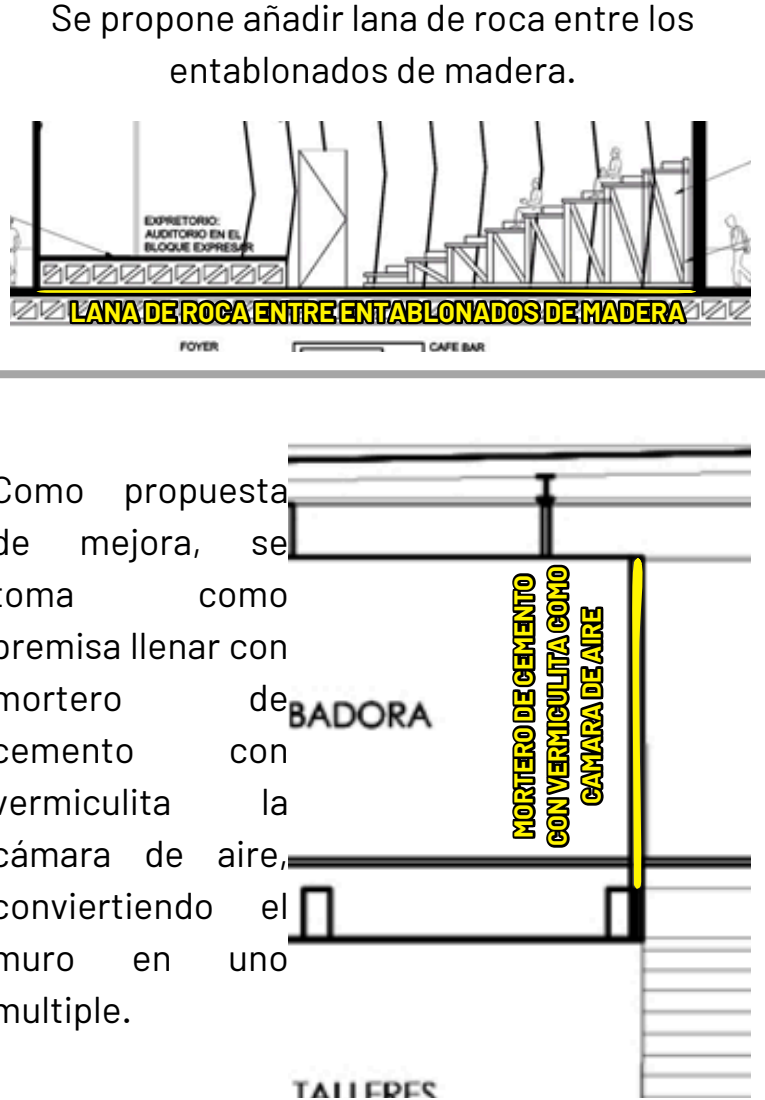 Se propone añadir lana de roca entre los
entablonados de madera.
EXPRETORIO:
AUDITORIO EN EL
BLOQUE EXPRESAR
LANA DE ROCA ENTRE ENTABLONADOS DE MADERA
FOYER
CAFE BAR
Como propuesta
de mejora, se
toma como
premisa llenar con
mortero de
cemento con
vermiculita la
cámara de aire,
conviertiendo el
muro en uno
multiple.
BADORA
MORTERO DE CEMENTO
CON VERMICULITA COMO
CAMARA DE AIRE
TALLERES